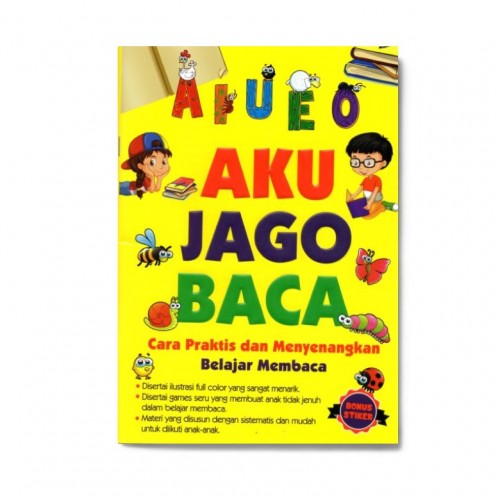 A I U E O
AKU
JAGO
BACA
Cara Praktis dan Menyenangkan
Belajar Membaca
• Disertai ilustrasi full color yang sangat menarik.
• Disertai games seru yang membuat anak tidak jenuh
dalam belajar membaca.
• Materi yang disusun dengan sistematis dan mudah
untuk diikuti anak-anak.
BONUS
STIKER